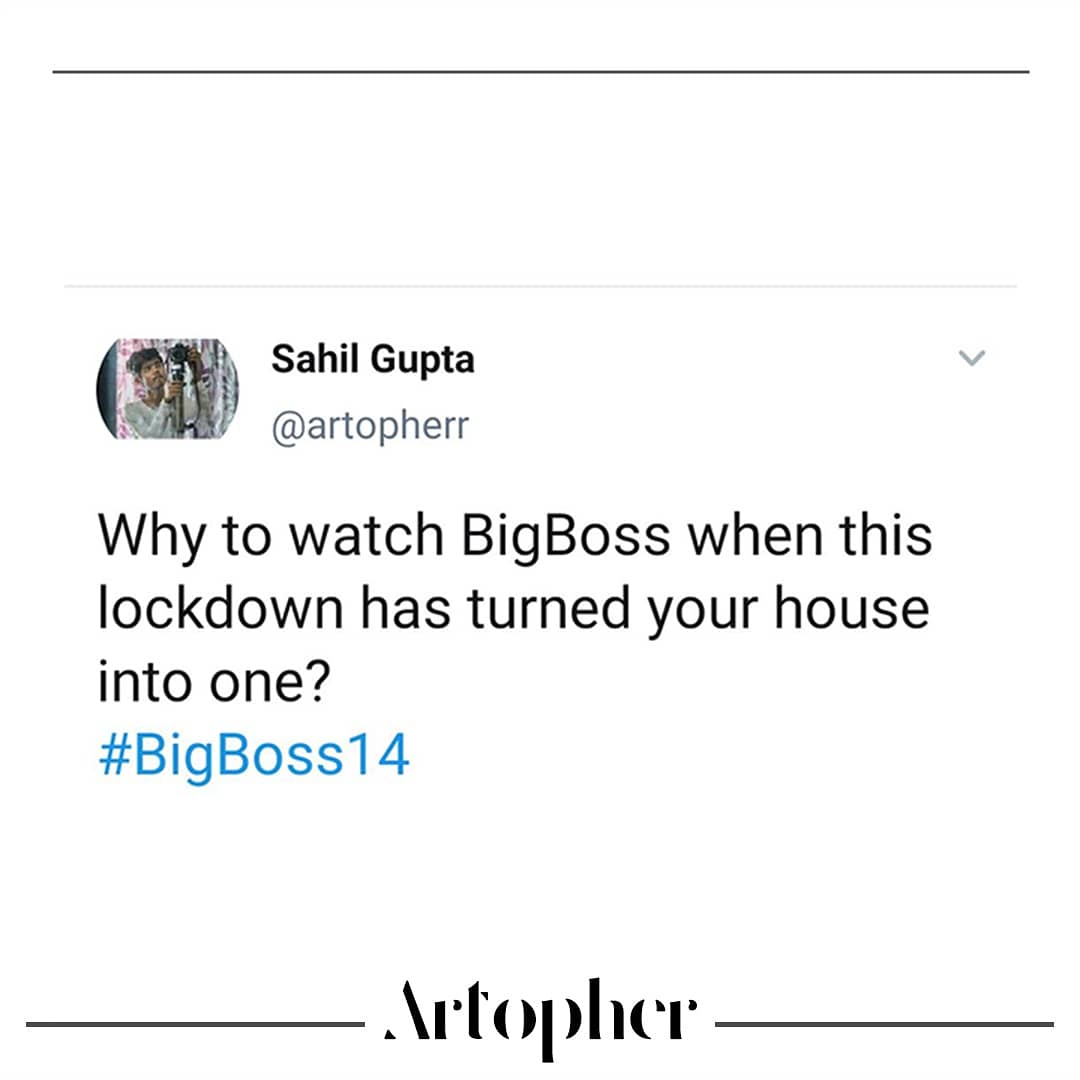 Sahil Gupta
@artopherr
Why to watch BigBoss when this
lockdown has turned your house
into one?
#BigBoss14
Artopher